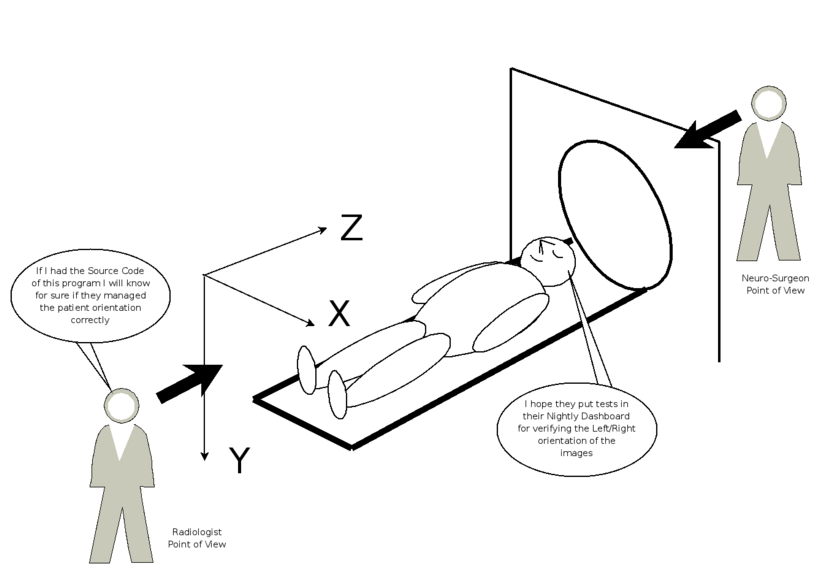 Z
X
Y
If I had the Source Code
of this program I will know
for sure if they managed
the patient orientation
correctly
Neuro-Surgeon
Point of View
I hope they put tests in
their Nightly Dashboard
for verifying the Left/Right
orientation of the
images
Radiologist
Point of View